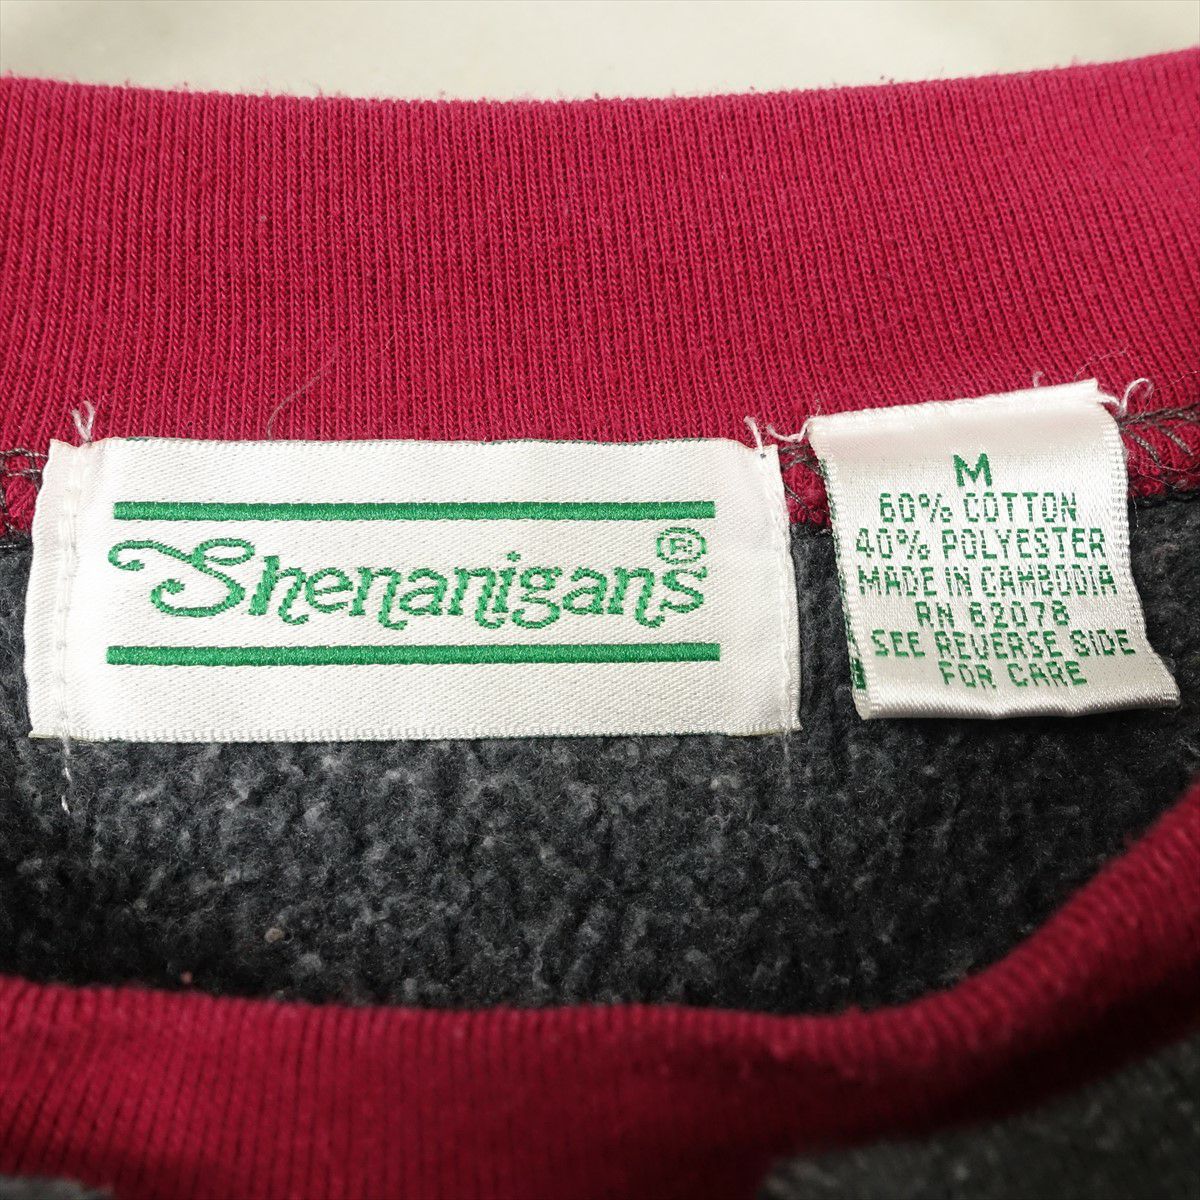 Shenanigans®
M
60% COTTON
40% POLYESTER
MADE IN CAMBODIA
RN 62078
SEE REVERSE SIDE
FOR CARE